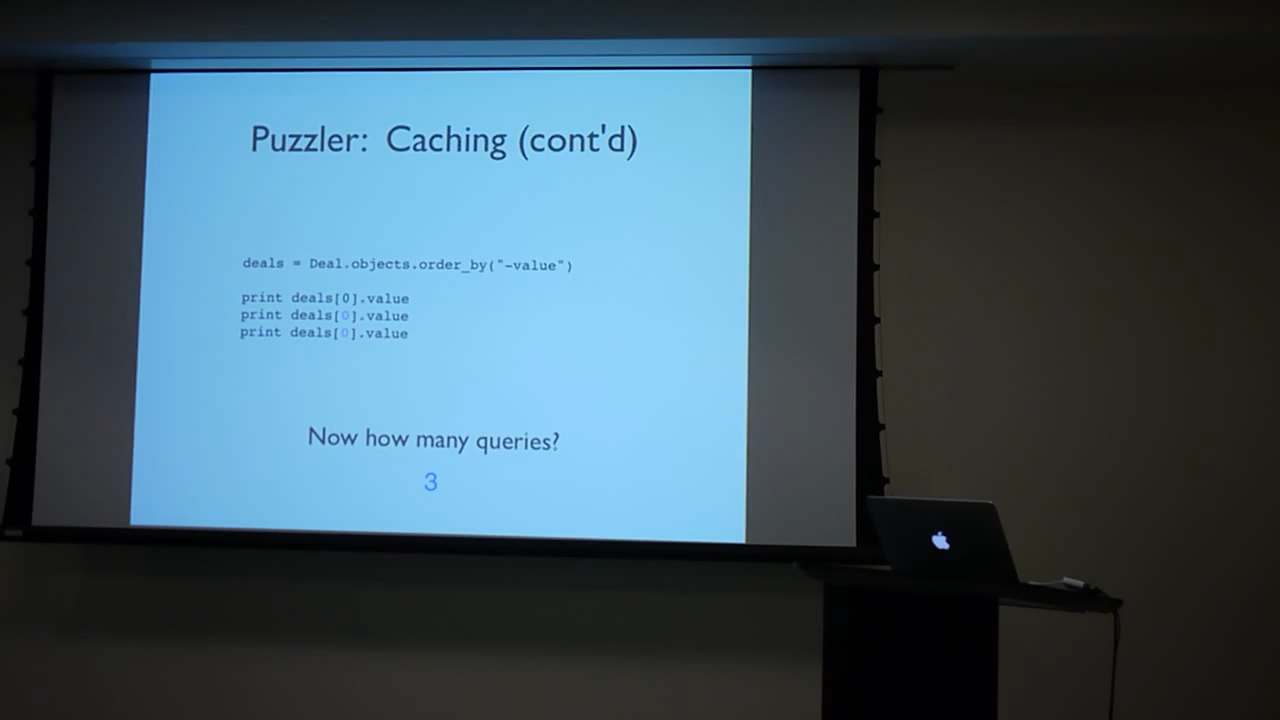 Puzzler: Caching (cont'd)
deals = Deal.objects.order_by("-value")
print deals[0].value
print deals[0].value
print deals[0].value
Now how many queries?
3